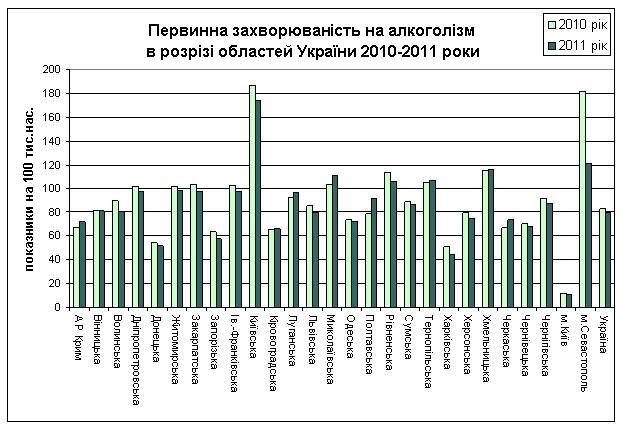 Первинна захворюваність на алкоголізм
в розрізі областей України 2010-2011 роки
2010 рік
2011 рік
показники на 100 тис.нас.
200
180
160
140
120
100
80
60
40
20
0
А.Р. Крим
Вінницька
Волинська
Дніпропетровська
Донецька
Житомирська
Закарпатська
Запорізька
Ів.-Франківська
Київська
Кіровоградська
Луганська
Львівська
Миколаївська
Одеська
Полтавська
Рівненська
Сумська
Тернопільська
Харківська
Херсонська
Хмельницька
Черкаська
Чернівецька
Чернігівська
м.Київ
м.Севастополь
Україна